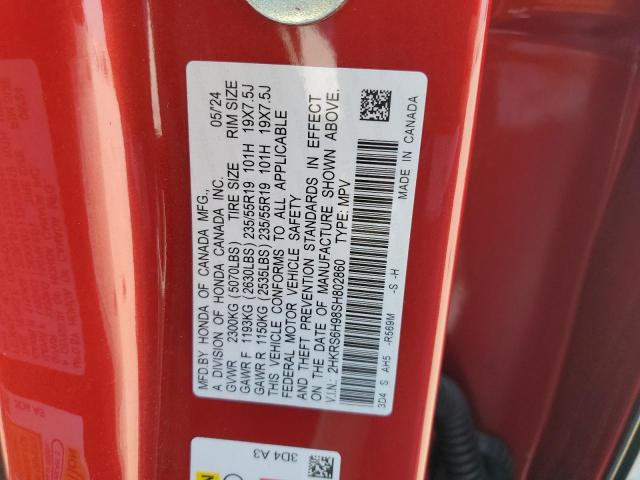 MFD.BY HONDA OF CANADA MFG.,
A DIVISION OF HONDA CANADA INC. 05/'24
GVWR 2300KG (5070LBS) TIRE SIZE RIM SIZE
GAWR F 1193KG (2630LBS) 235/55R19 101H 19X7.5J
GAWR R 1150KG (2535LBS) 235/55R19 101H 19X7.5J
THIS VEHICLE CONFORMS TO ALL APPLICABLE
FEDERAL MOTOR VEHICLE SAFETY
AND THEFT PREVENTION STANDARDS IN EFFECT
ON THE DATE OF MANUFACTURE SHOWN ABOVE.
V.I.N.: 2HKRS6H98SH802860 TYPE: MPV
3D4 S AH5 -R569M -S -H MADE IN CANADA
3D4 A3